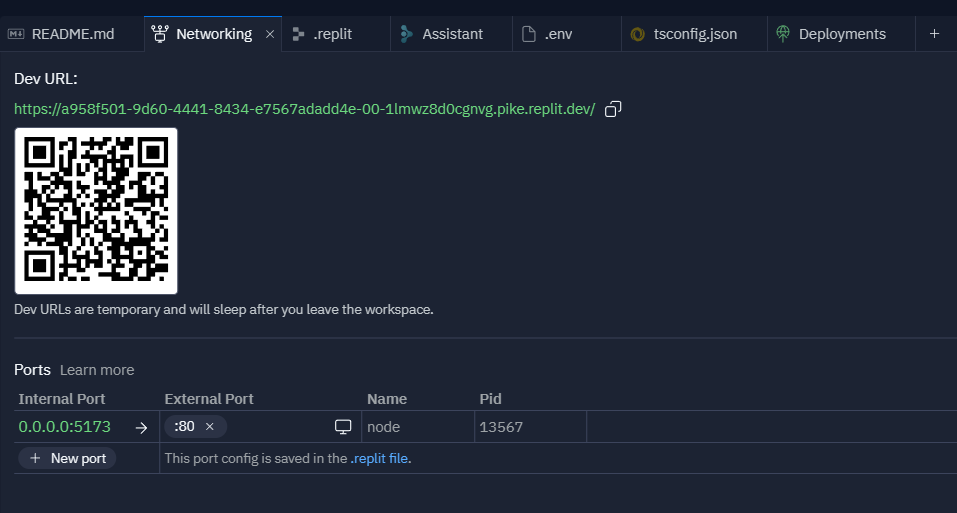 README.md Networking × .replit Assistant .env tsconfig.json Deployments +
Dev URL:
https://a958f501-9d60-4441-8434-e7567adadd4e-00-1lmwz8d0cgnvg.pike.replit.dev/
Dev URLs are temporary and will sleep after you leave the workspace.
Ports Learn more
Internal Port External Port Name Pid
0.0.0.0:5173 → :80 × node 13567
+ New port This port config is saved in the .replit file.